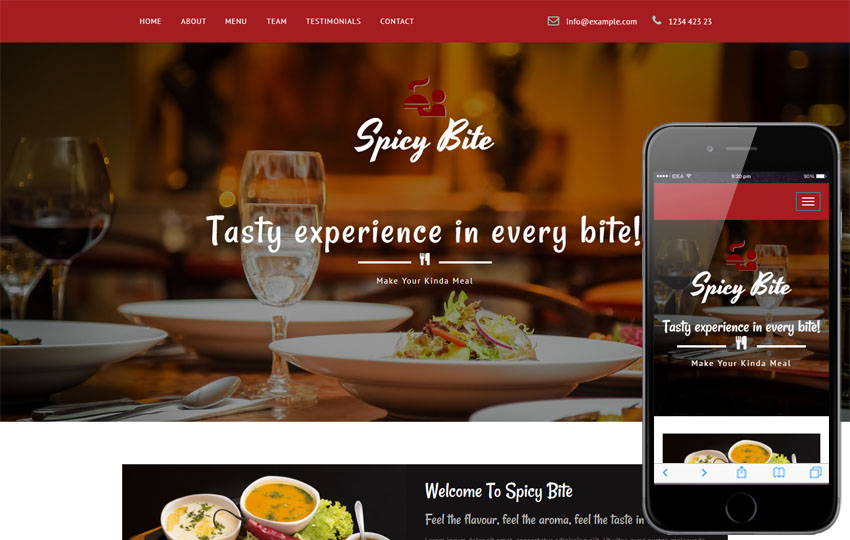 HOME ABOUT MENU TEAM TESTIMONIALS CONTACT info@example.com 1234 423 23
Spicy Bite
Tasty experience in every bite!
Make Your Kinda Meal
Welcome To Spicy Bite
Feel the flavour, feel the aroma, feel the taste in
IDEA 9:20 pm 90%
Spicy Bite
Tasty experience in every bite!
Make Your Kinda Meal